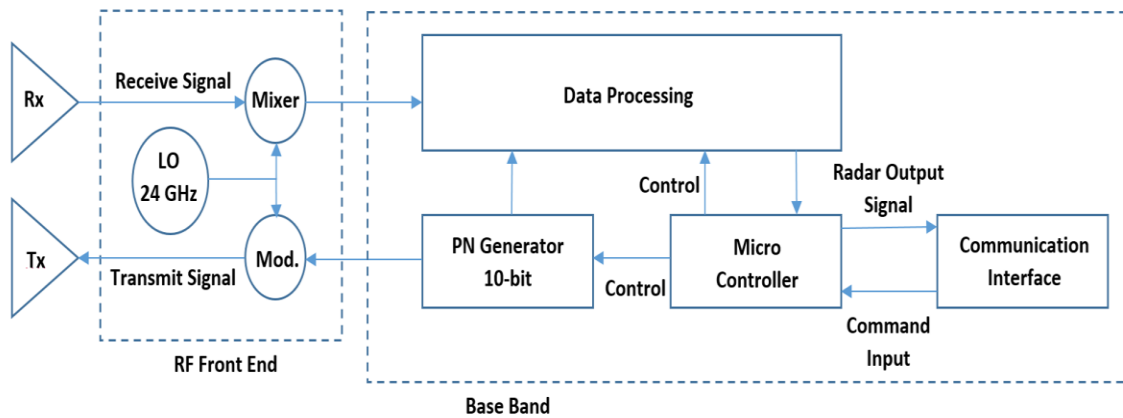 Rx
Receive Signal
Mixer
Data Processing
LO
24 GHz
Control
Radar Output
Signal
Tx
Transmit Signal
Mod.
PN Generator
10-bit
Control
Micro
Controller
Communication
Interface
Command
Input
RF Front End
Base Band